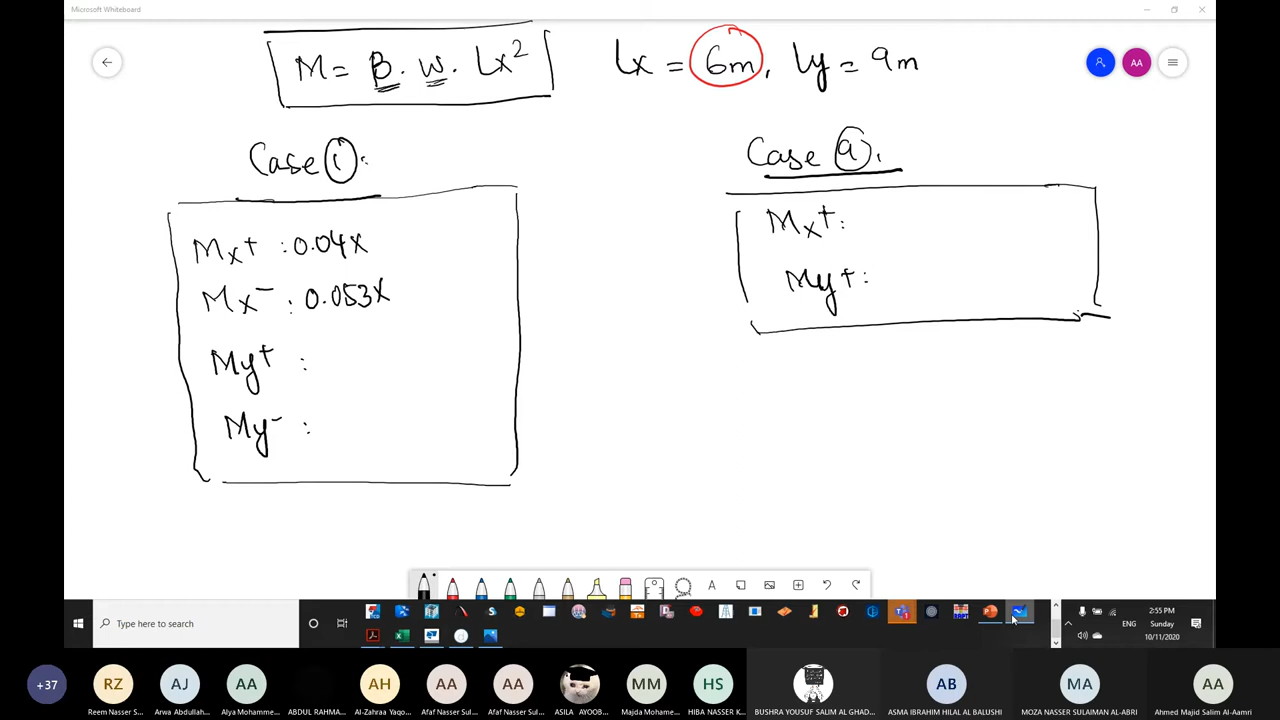 Microsoft Whiteboard
M = β . w . Lx²
Lx = 6m , Ly = 9m
AA
Case 1 :
Mx+ : 0.04x
Mx- : 0.053x
My+ :
My- :
Case 9 :
Mx+ :
My+ :
Type here to search
ENG
2:55 PM
Sunday
10/11/2020
+37
RZ
AJ
AA
AH
AA
AA
MM
HS
AB
MA
AA
Reem Nasser S...
Arwa Abdullah...
Alya Mohamme...
ABDUL RAHMA...
Al-Zahraa Yaqo...
Afaf Nasser Sul...
Afaf Nasser Sul...
ASILA AYOOB...
Majda Mohame...
HIBA NASSER K...
BUSHRA YOUSUF SALIM AL GHAD...
ASMA IBRAHIM HILAL AL BALUSHI
MOZA NASSER SULAIMAN AL-ABRI
Ahmed Majid Salim Al-Aamri